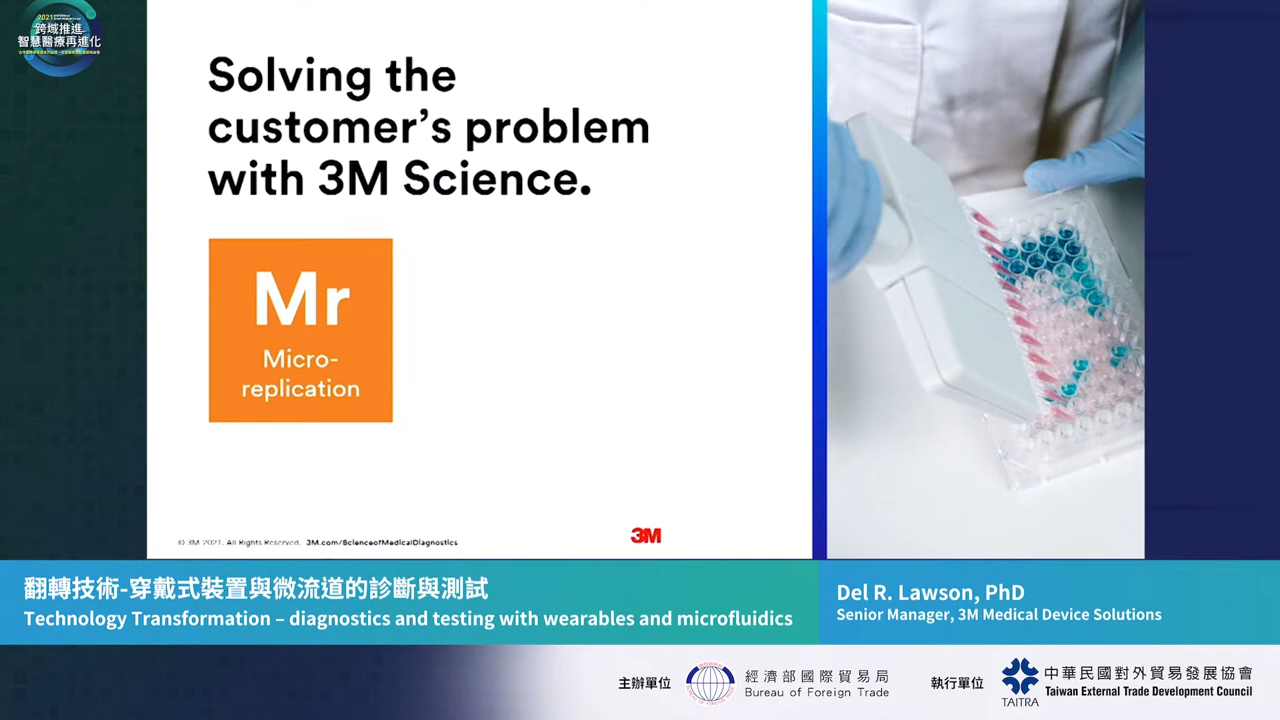 2021
跨域推進
智慧醫療再進化
Solving the
customer's problem
with 3M Science.
Mr
Micro-
replication
© 3M 2021. All Rights Reserved. 3M.com/ScienceofMedicalDiagnostics
3M
翻轉技術-穿戴式裝置與微流道的診斷與測試
Technology Transformation – diagnostics and testing with wearables and microfluidics
Del R. Lawson, PhD
Senior Manager, 3M Medical Device Solutions
主辦單位
經濟部國際貿易局
Bureau of Foreign Trade
執行單位
TAITRA
中華民國對外貿易發展協會
Taiwan External Trade Development Council